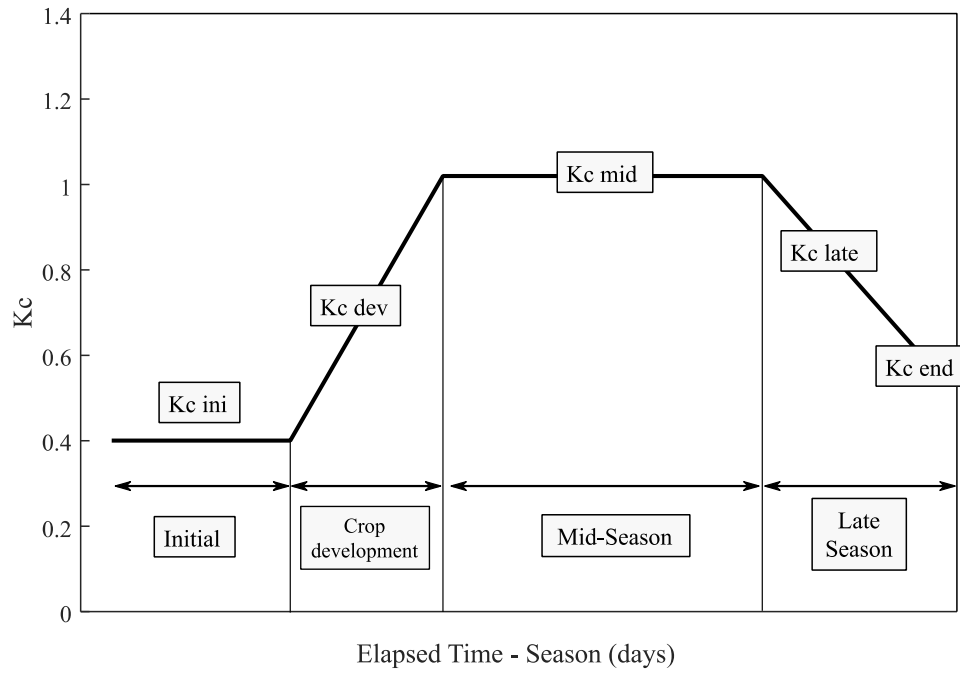 1.4
1.2
1
0.8
0.6
0.4
0.2
0
Kc
Kc ini
Kc dev
Kc mid
Kc late
Kc end
Initial
Crop
development
Mid-Season
Late
Season
Elapsed Time - Season (days)